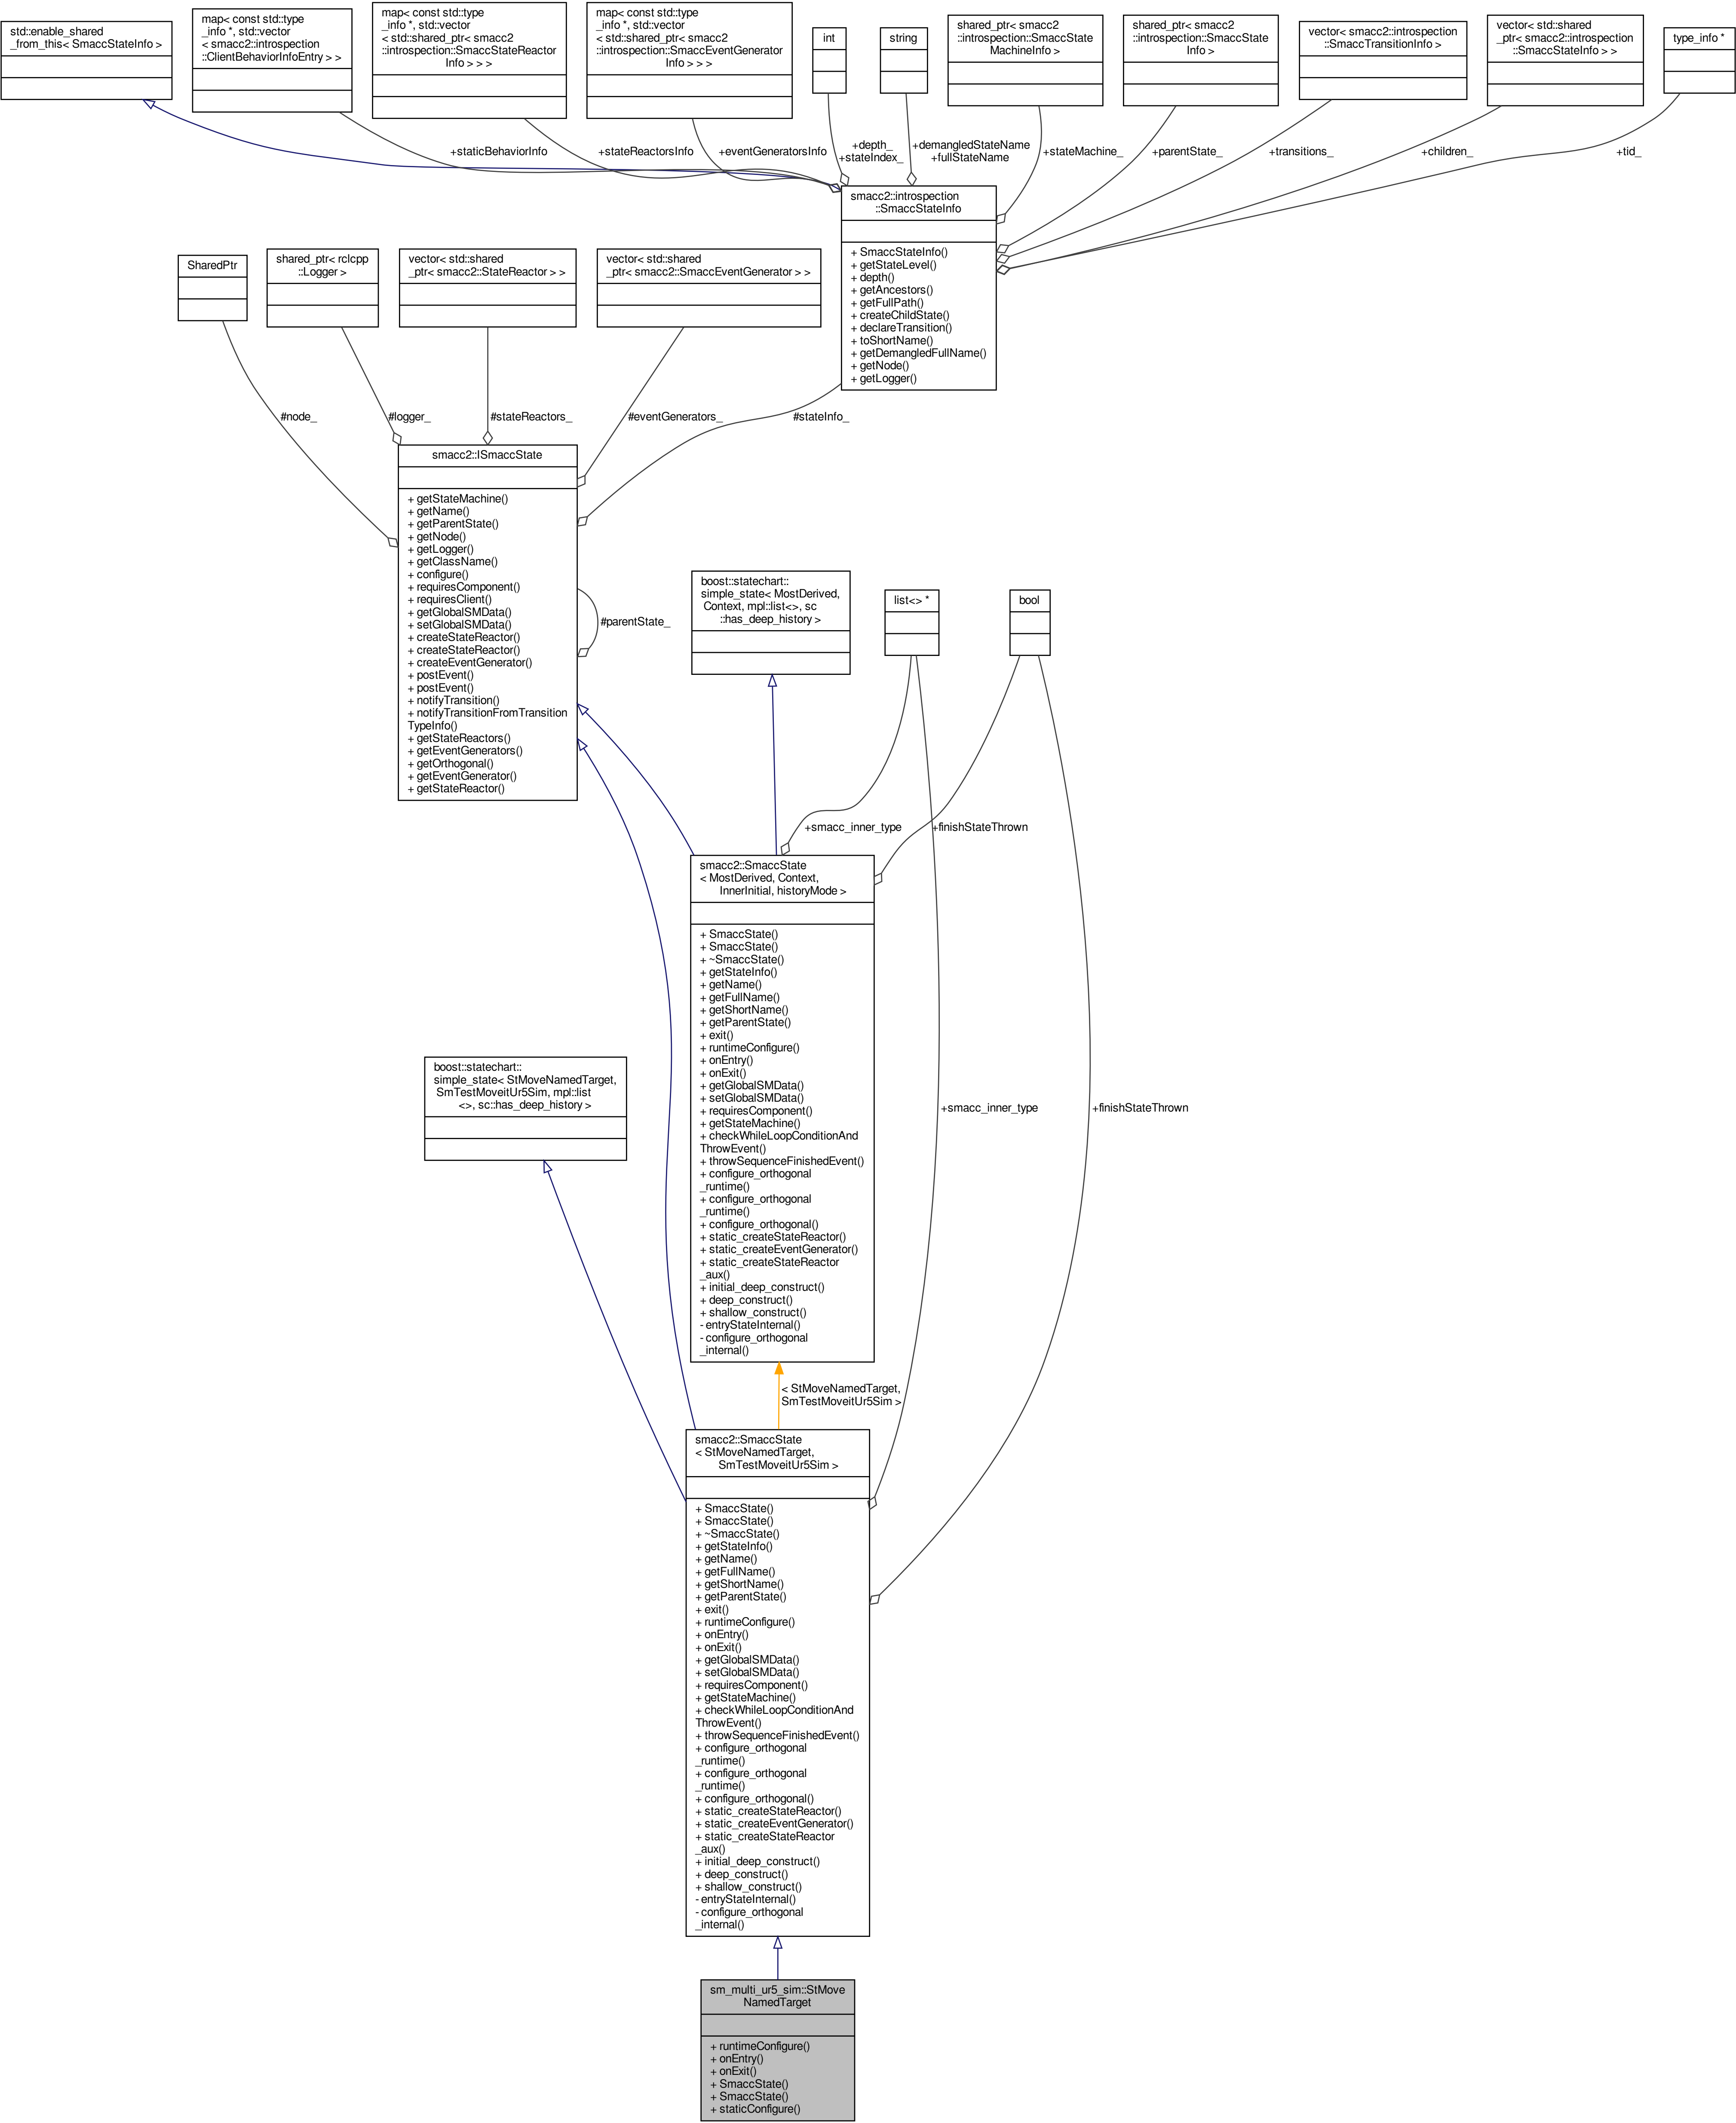 std::enable_shared
_from_this< SmaccStateInfo >
map< const std::type
_info *, std::vector
< smacc2::introspection
::ClientBehaviorInfoEntry > >
map< const std::type
_info *, std::vector
< std::shared_ptr< smacc2
::introspection::SmaccStateReactor
Info > > >
map< const std::type
_info *, std::vector
< std::shared_ptr< smacc2
::introspection::SmaccEventGenerator
Info > > >
int
string
shared_ptr< smacc2
::introspection::SmaccState
MachineInfo >
shared_ptr< smacc2
::introspection::SmaccState
Info >
vector< smacc2::introspection
::SmaccTransitionInfo >
vector< std::shared
_ptr< smacc2::introspection
::SmaccStateInfo > >
type_info *
+staticBehaviorInfo
+stateReactorsInfo
+eventGeneratorsInfo
+depth_
+stateIndex_
+demangledStateName
+fullStateName
+stateMachine_
+parentState_
+transitions_
+children_
+tid_
smacc2::introspection
::SmaccStateInfo
+ SmaccStateInfo()
+ getStateLevel()
+ depth()
+ getAncestors()
+ getFullPath()
+ createChildState()
+ declareTransition()
+ toShortName()
+ getDemangledFullName()
+ getNode()
+ getLogger()
SharedPtr
shared_ptr< rclcpp
::Logger >
vector< std::shared
_ptr< smacc2::StateReactor > >
vector< std::shared
_ptr< smacc2::SmaccEventGenerator > >
#node_
#logger_
#stateReactors_
#eventGenerators_
#stateInfo_
smacc2::ISmaccState
+ getStateMachine()
+ getName()
+ getParentState()
+ getNode()
+ getLogger()
+ getClassName()
+ configure()
+ requiresComponent()
+ requiresClient()
+ getGlobalSMData()
+ setGlobalSMData()
+ createStateReactor()
+ createStateReactor()
+ createEventGenerator()
+ postEvent()
+ postEvent()
+ notifyTransition()
+ notifyTransitionFromTransition
TypeInfo()
+ getStateReactors()
+ getEventGenerators()
+ getOrthogonal()
+ getEventGenerator()
+ getStateReactor()
#parentState_
boost::statechart::
simple_state< MostDerived,
Context, mpl::list<>, sc
::has_deep_history >
list<> *
bool
+smacc_inner_type
+finishStateThrown
smacc2::SmaccState
< MostDerived, Context,
InnerInitial, historyMode >
+ SmaccState()
+ SmaccState()
+ ~SmaccState()
+ getStateInfo()
+ getName()
+ getFullName()
+ getShortName()
+ getParentState()
+ exit()
+ runtimeConfigure()
+ onEntry()
+ onExit()
+ getGlobalSMData()
+ setGlobalSMData()
+ requiresComponent()
+ getStateMachine()
+ checkWhileLoopConditionAnd
ThrowEvent()
+ throwSequenceFinishedEvent()
+ configure_orthogonal
_runtime()
+ configure_orthogonal
_runtime()
+ configure_orthogonal()
+ static_createStateReactor()
+ static_createEventGenerator()
+ static_createStateReactor
_aux()
+ initial_deep_construct()
+ deep_construct()
+ shallow_construct()
- entryStateInternal()
- configure_orthogonal
_internal()
boost::statechart::
simple_state< StMoveNamedTarget,
SmTestMoveitUr5Sim, mpl::list
<>, sc::has_deep_history >
+smacc_inner_type
+finishStateThrown
< StMoveNamedTarget,
SmTestMoveitUr5Sim >
smacc2::SmaccState
< StMoveNamedTarget,
SmTestMoveitUr5Sim >
+ SmaccState()
+ SmaccState()
+ ~SmaccState()
+ getStateInfo()
+ getName()
+ getFullName()
+ getShortName()
+ getParentState()
+ exit()
+ runtimeConfigure()
+ onEntry()
+ onExit()
+ getGlobalSMData()
+ setGlobalSMData()
+ requiresComponent()
+ getStateMachine()
+ checkWhileLoopConditionAnd
ThrowEvent()
+ throwSequenceFinishedEvent()
+ configure_orthogonal
_runtime()
+ configure_orthogonal
_runtime()
+ configure_orthogonal()
+ static_createStateReactor()
+ static_createEventGenerator()
+ static_createStateReactor
_aux()
+ initial_deep_construct()
+ deep_construct()
+ shallow_construct()
- entryStateInternal()
- configure_orthogonal
_internal()
sm_multi_ur5_sim::StMove
NamedTarget
+ runtimeConfigure()
+ onEntry()
+ onExit()
+ SmaccState()
+ SmaccState()
+ staticConfigure()